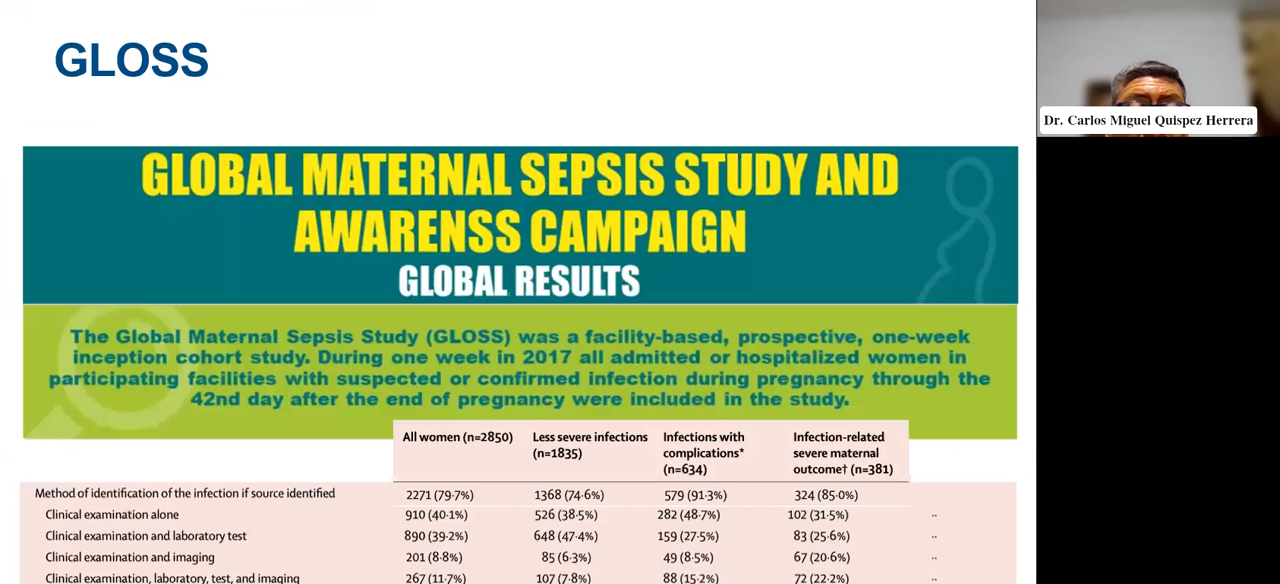 GLOSS
Dr. Carlos Miguel Quispez Herrera
GLOBAL MATERNAL SEPSIS STUDY AND
AWARENSS CAMPAIGN
GLOBAL RESULTS
The Global Maternal Sepsis Study (GLOSS) was a facility-based, prospective, one-week
inception cohort study. During one week in 2017 all admitted or hospitalized women in
participating facilities with suspected or confirmed infection during pregnancy through the
42nd day after the end of pregnancy were included in the study.
All women (n=2850) Less severe infections (n=1835) Infections with complications* (n=634) Infection-related severe maternal outcome† (n=381)
Method of identification of the infection if source identified 2271 (79·7%) 1368 (74·6%) 579 (91·3%) 324 (85·0%)
Clinical examination alone 910 (40·1%) 526 (38·5%) 282 (48·7%) 102 (31·5%) ··
Clinical examination and laboratory test 890 (39·2%) 648 (47·4%) 159 (27·5%) 83 (25·6%) ··
Clinical examination and imaging 201 (8·8%) 85 (6·3%) 49 (8·5%) 67 (20·6%) ··
Clinical examination, laboratory, test, and imaging 267 (11·7%) 107 (7·8%) 88 (15·2%) 72 (22·2%) ··